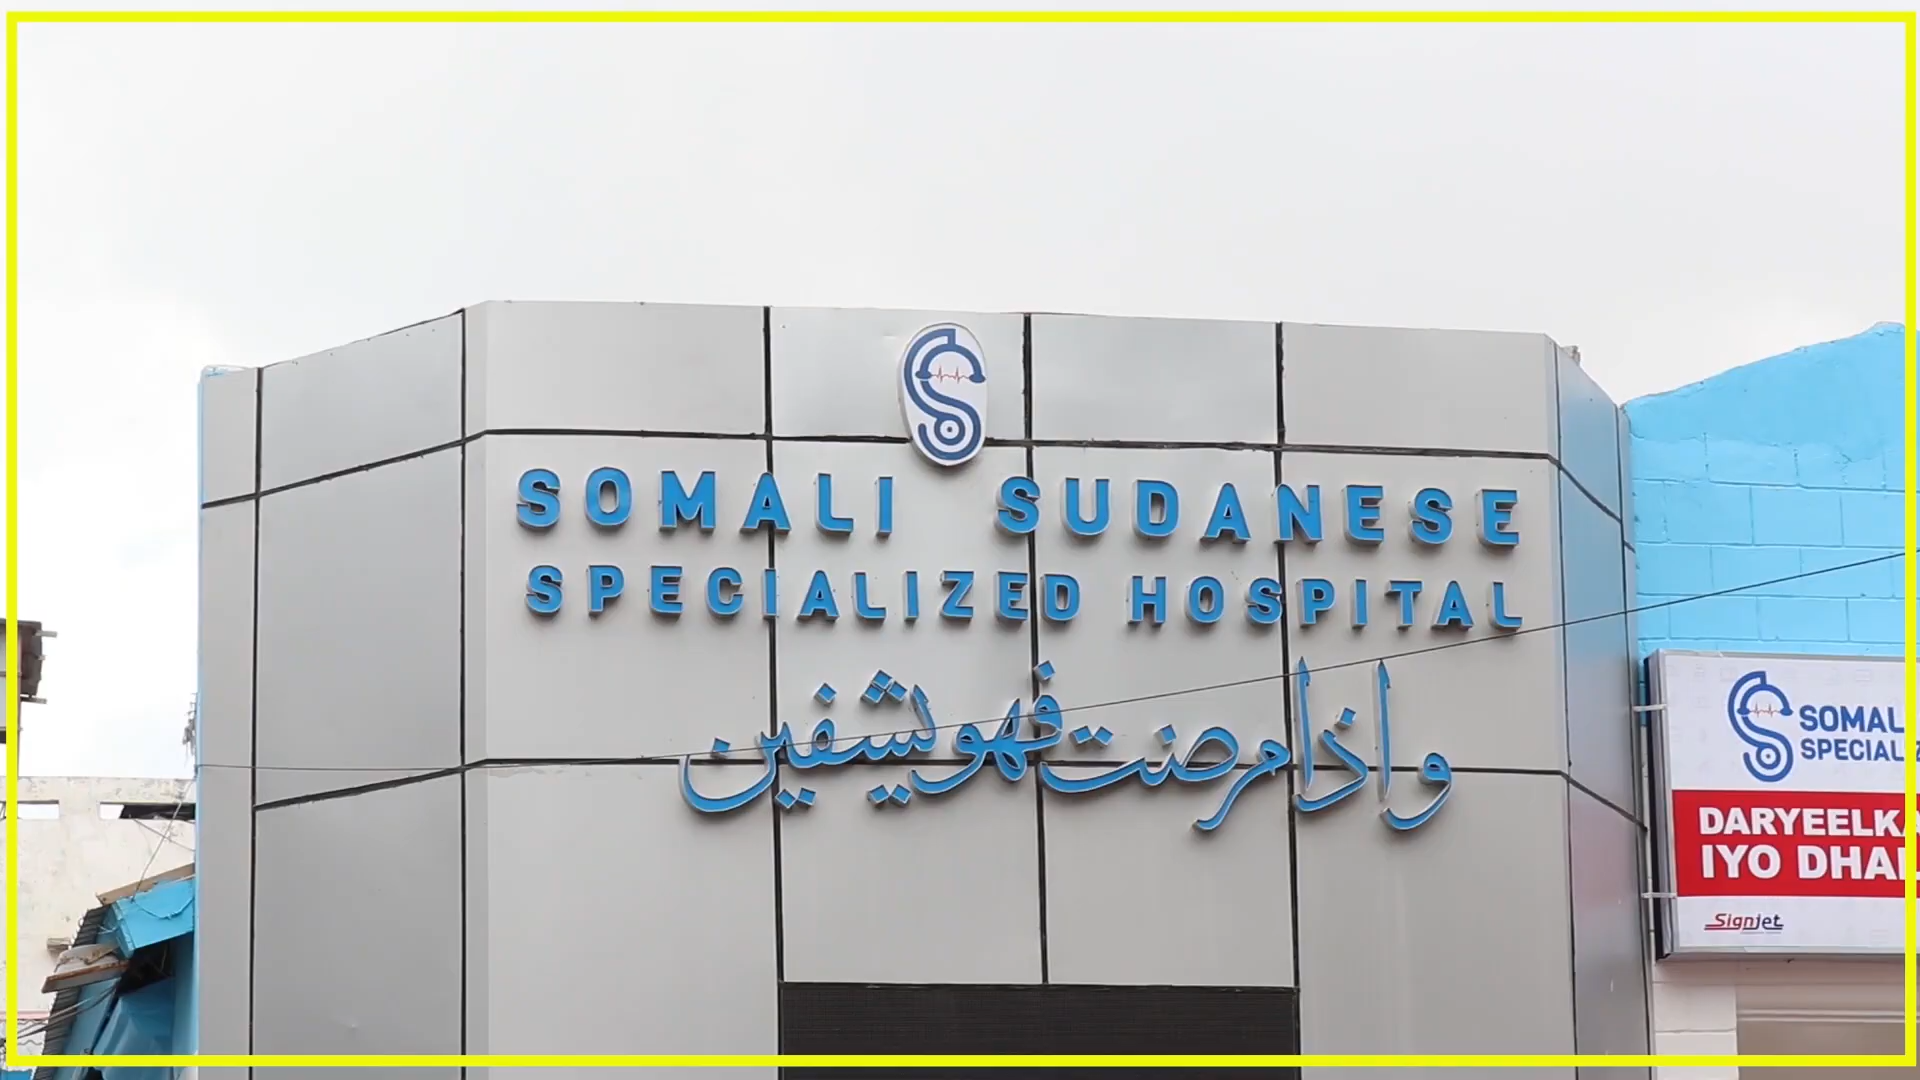 SOMALI SUDANESE
SPECIALIZED HOSPITAL
واذا مرضت فهو يشفين
SOMAL
SPECIAL
DARYEELKA
IYO DHA
Signjet